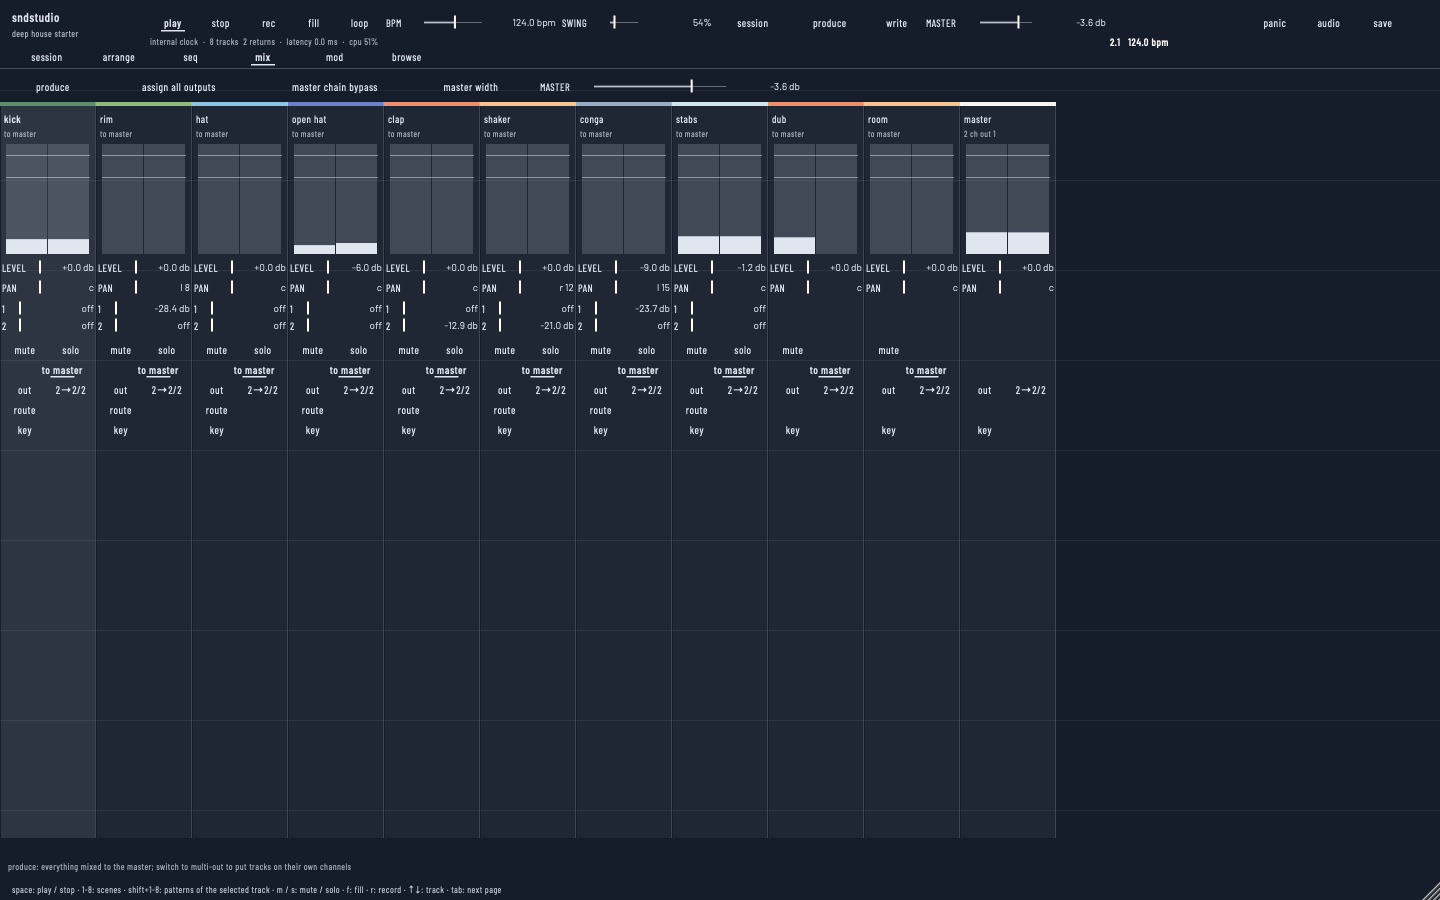 sndstudio
deep house starter
play stop rec fill loop BPM 124.0 bpm SWING 54% session produce write MASTER -3.6 db panic audio save
internal clock · 8 tracks 2 returns · latency 0.0 ms · cpu 51% 2.1 124.0 bpm
session arrange seq mix mod browse
produce assign all outputs master chain bypass master width MASTER -3.6 db
kick rim hat open hat clap shaker conga stabs dub room master
to master to master to master to master to master to master to master to master to master to master 2 ch out 1
LEVEL +0.0 db LEVEL +0.0 db LEVEL +0.0 db LEVEL -6.0 db LEVEL +0.0 db LEVEL +0.0 db LEVEL -9.0 db LEVEL -1.2 db LEVEL +0.0 db LEVEL +0.0 db LEVEL +0.0 db
PAN c PAN l 8 PAN c PAN c PAN c PAN r 12 PAN l 15 PAN c PAN c PAN c PAN c
1 off 1 -28.4 db 1 off 1 off 1 off 1 off 1 -23.7 db 1 off
2 off 2 off 2 off 2 off 2 -12.9 db 2 -21.0 db 2 off 2 off
mute solo mute solo mute solo mute solo mute solo mute solo mute solo mute solo mute mute
to master to master to master to master to master to master to master to master to master to master
out 2→2/2 out 2→2/2 out 2→2/2 out 2→2/2 out 2→2/2 out 2→2/2 out 2→2/2 out 2→2/2 out 2→2/2 out 2→2/2 out 2→2/2
route route route route route route route route
key key key key key key key key key key key
produce: everything mixed to the master; switch to multi-out to put tracks on their own channels
space: play / stop · 1-8: scenes · shift+1-8: patterns of the selected track · m / s: mute / solo · f: fill · r: record · ↑↓: track · tab: next page